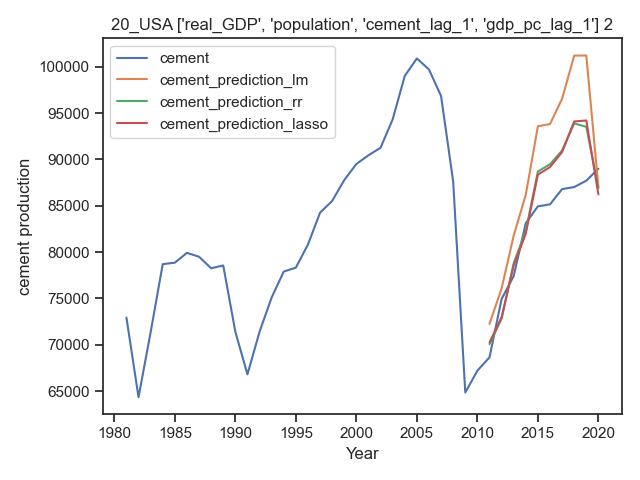 20_USA ['real_GDP', 'population', 'cement_lag_1', 'gdp_pc_lag_1'] 2
cement
cement_prediction_lm
cement_prediction_rr
cement_prediction_lasso
cement production
100000
95000
90000
85000
80000
75000
70000
65000
1980 1985 1990 1995 2000 2005 2010 2015 2020
Year